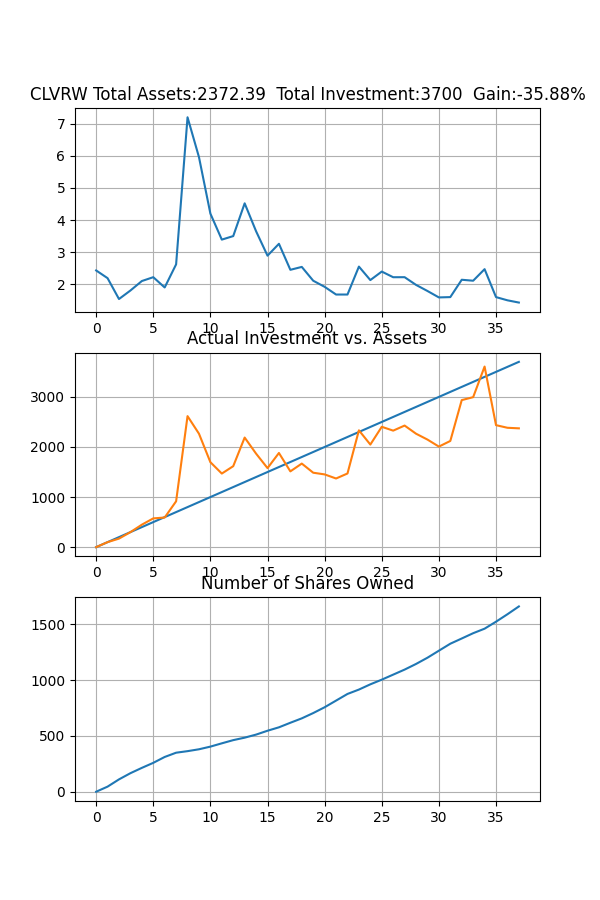 CLVRW Total Assets:2372.39  Total Investment:3700  Gain:-35.88%
7
6
5
4
3
2
0 5 10 15 20 25 30 35
Actual Investment vs. Assets
3000
2000
1000
0
0 5 10 15 20 25 30 35
Number of Shares Owned
1500
1000
500
0
0 5 10 15 20 25 30 35